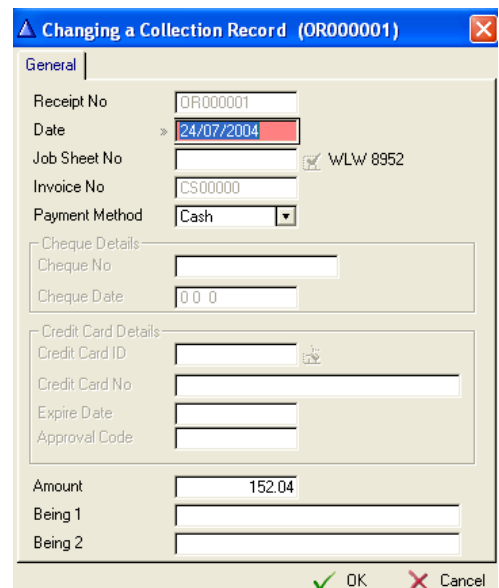 Changing a Collection Record (OR000001)
General
Receipt No OR000001
Date » 24/07/2004
Job Sheet No WLW 8952
Invoice No CS00000
Payment Method Cash
Cheque Details
Cheque No
Cheque Date 0 0 0
Credit Card Details
Credit Card ID
Credit Card No
Expire Date
Approval Code
Amount 152.04
Being 1
Being 2
OK Cancel